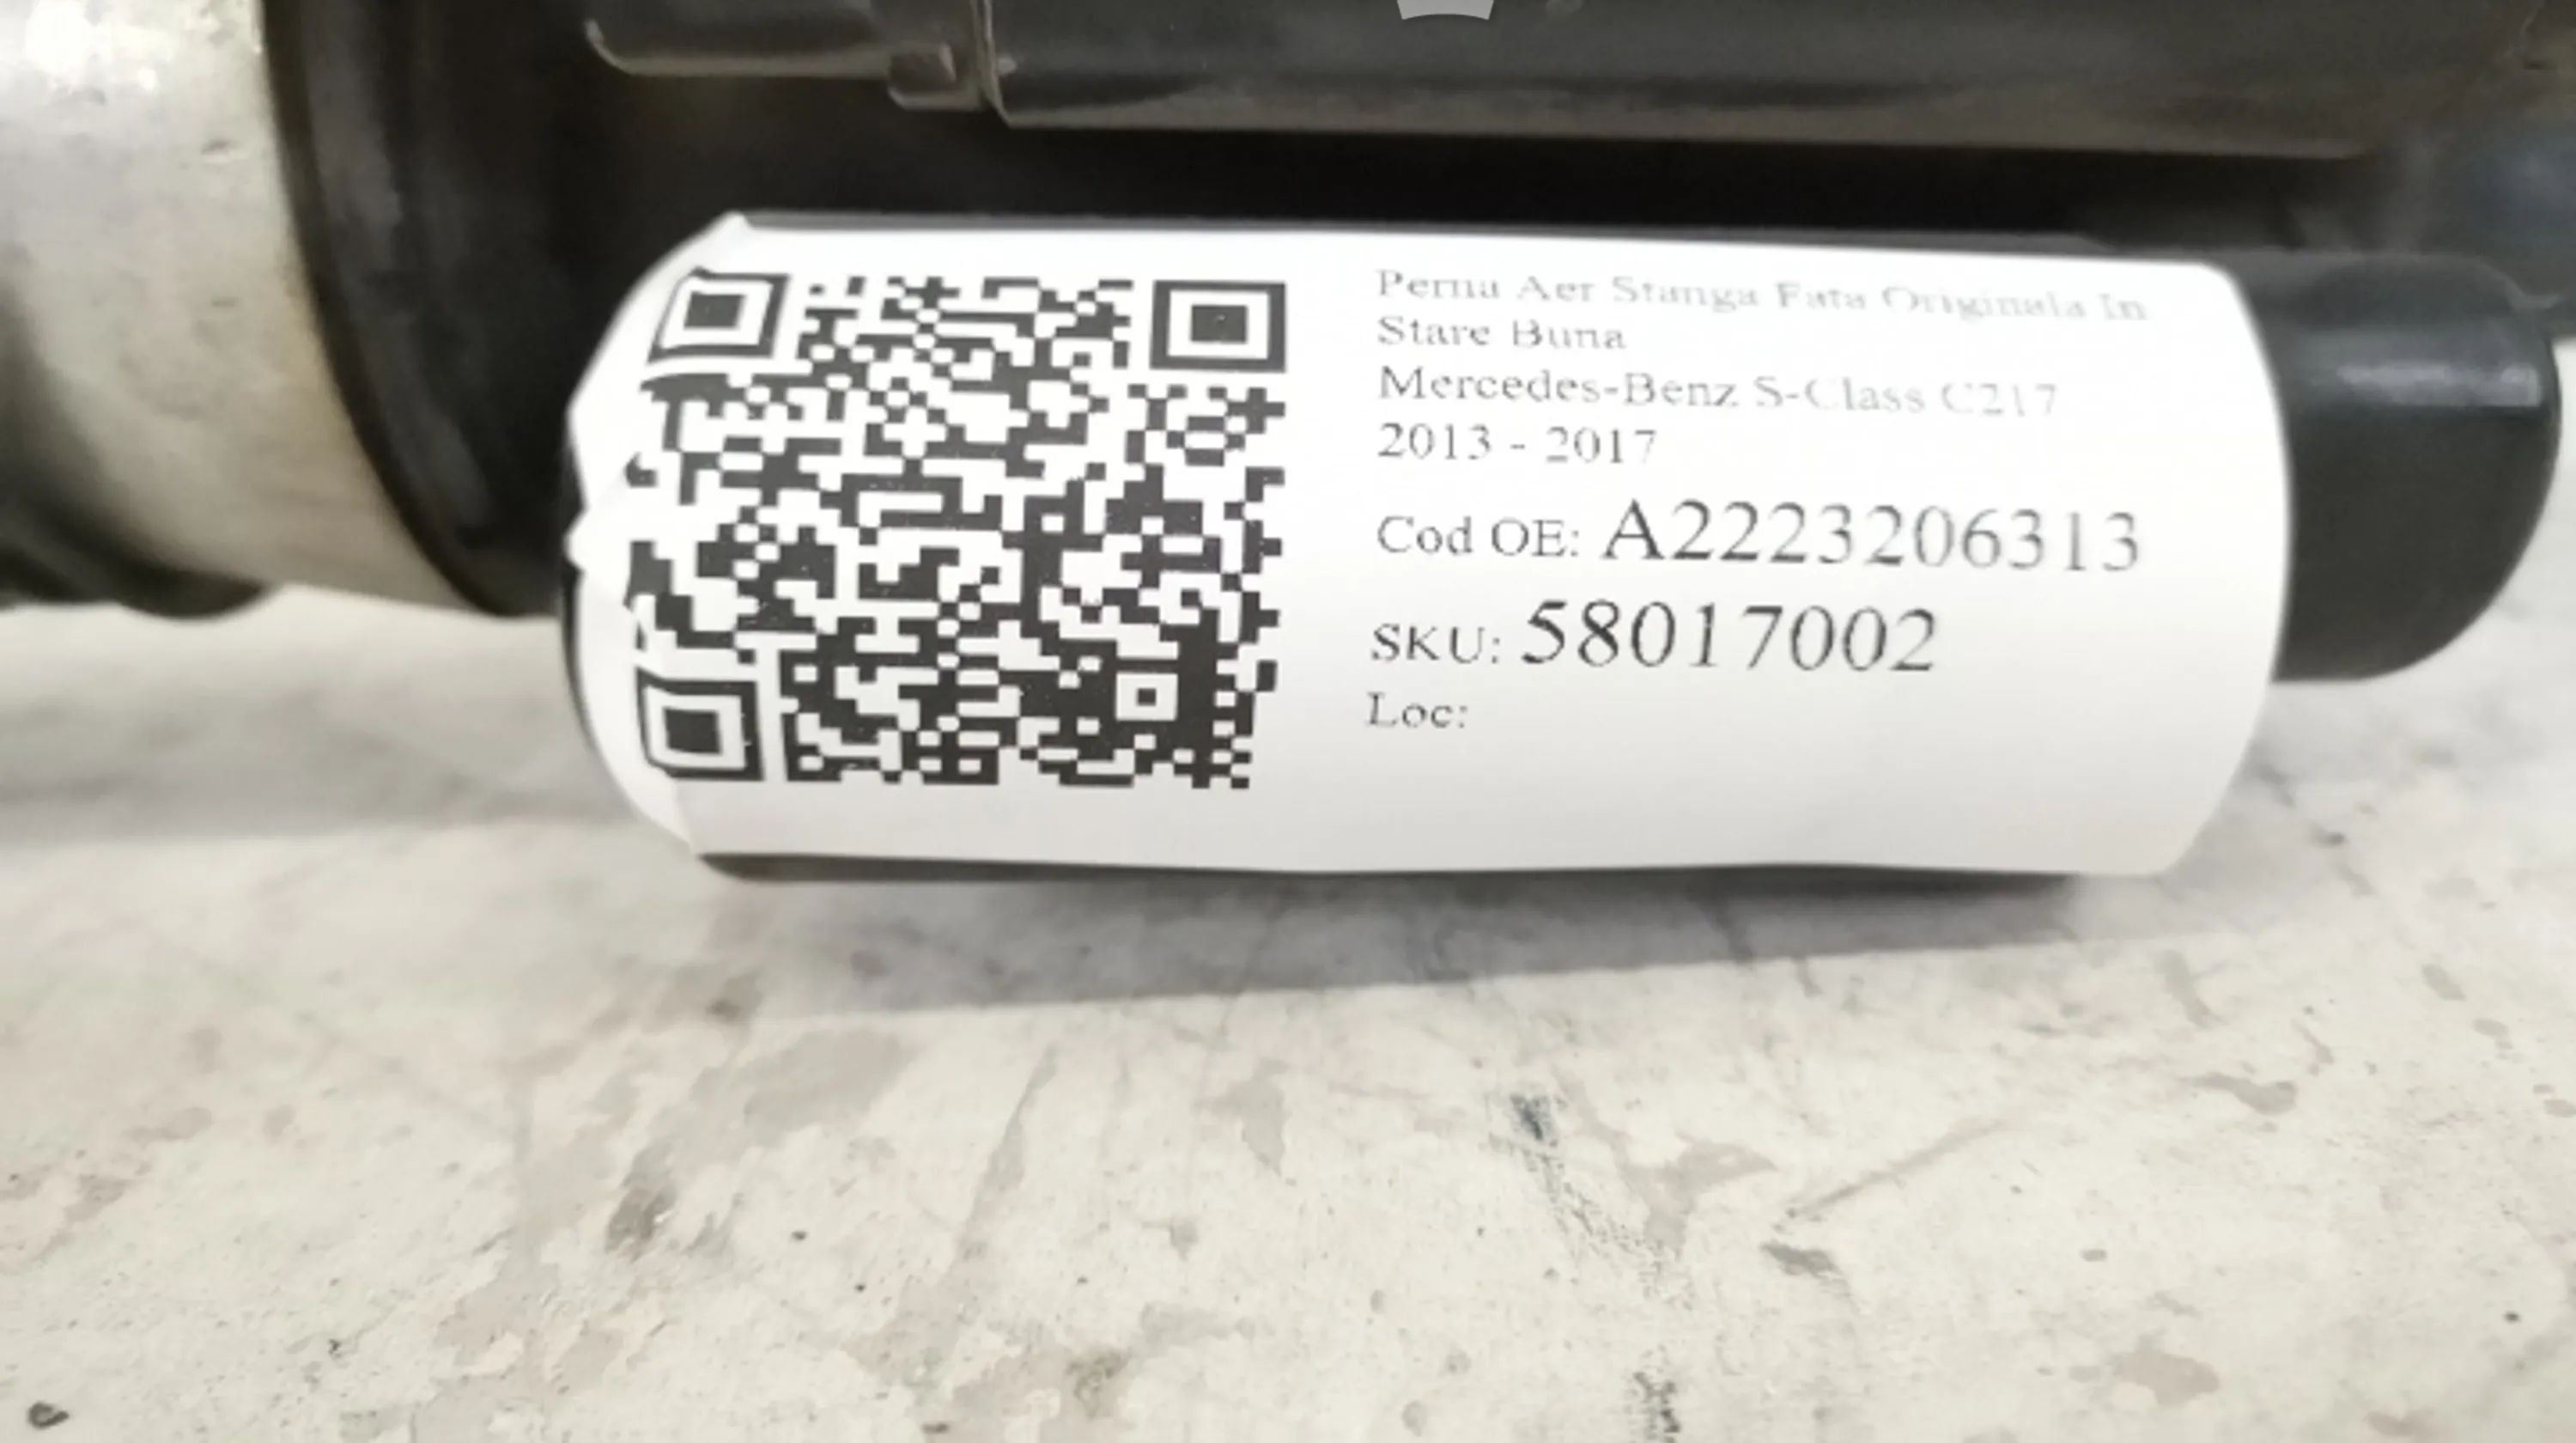 Perna Aer Stanga Fata Originala In
Stare Buna
Mercedes-Benz S-Class C217
2013 - 2017
Cod OE: A2223206313
SKU: 58017002
Loc: